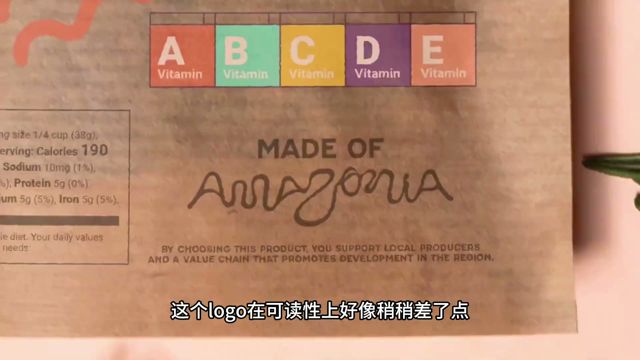 A B C D E
Vitamin Vitamin Vitamin Vitamin Vitamin
ng size 1/4 cup (38g),
erving: Calories 190
Sodium 10mg (1%),
), Protein 5g (0%)
um 5g (5%), Iron 5g (5%).
e diet. Your daily values
needs:
MADE OF
AMAZONIA
BY CHOOSING THIS PRODUCT, YOU SUPPORT LOCAL PRODUCERS
AND A VALUE CHAIN THAT PROMOTES DEVELOPMENT IN THE REGION.
这个logo在可读性上好像稍稍差了点